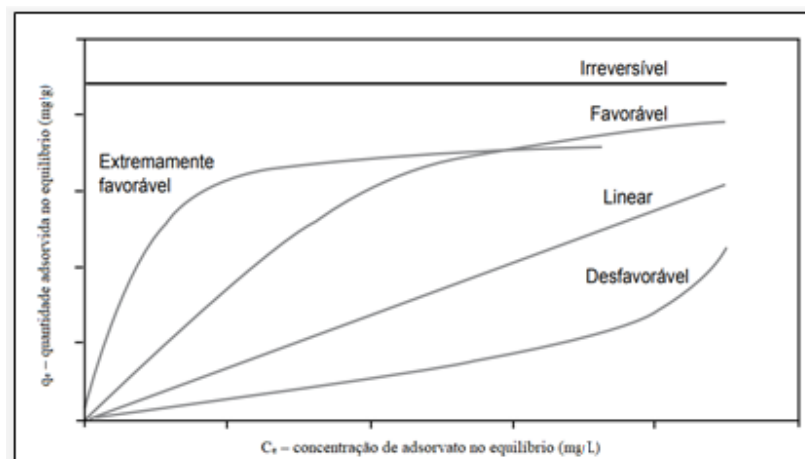 Irreversível
Favorável
Extremamente
favorável
Linear
Desfavorável
qₑ – quantidade adsorvida no equilíbrio (mg/g)
Cₑ – concentração de adsorvato no equilíbrio (mg/L)